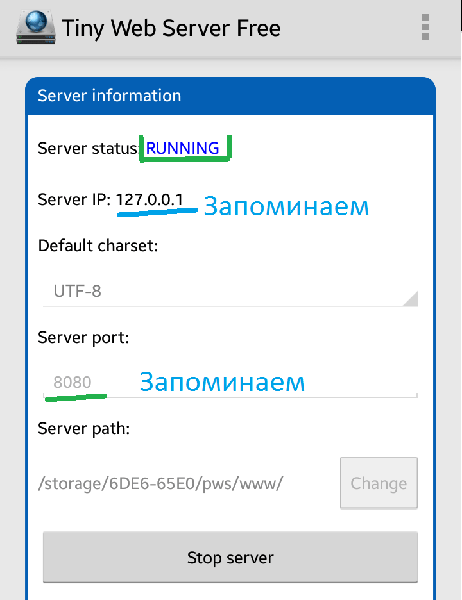 Tiny Web Server Free
Server information
Server status: RUNNING
Server IP: 127.0.0.1 Запоминаем
Default charset:
UTF-8
Server port:
8080 Запоминаем
Server path:
/storage/6DE6-65E0/pws/www/ Change
Stop server